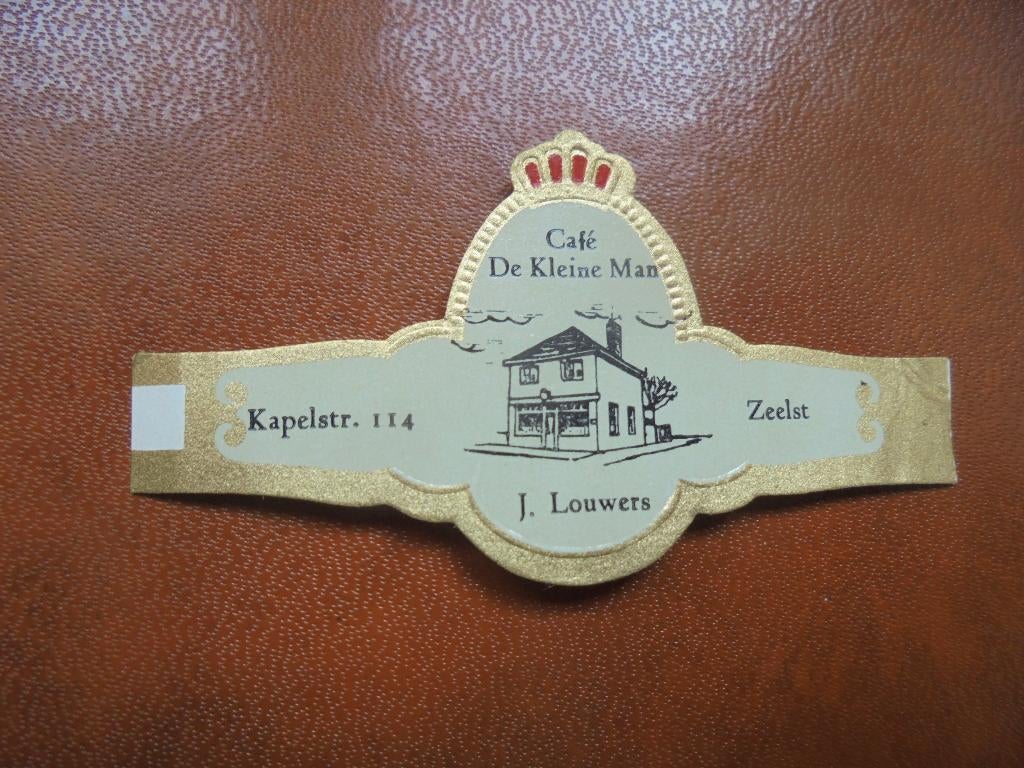 Café
De Kleine Man
Kapelstr. 114
Zeelst
J. Louwers